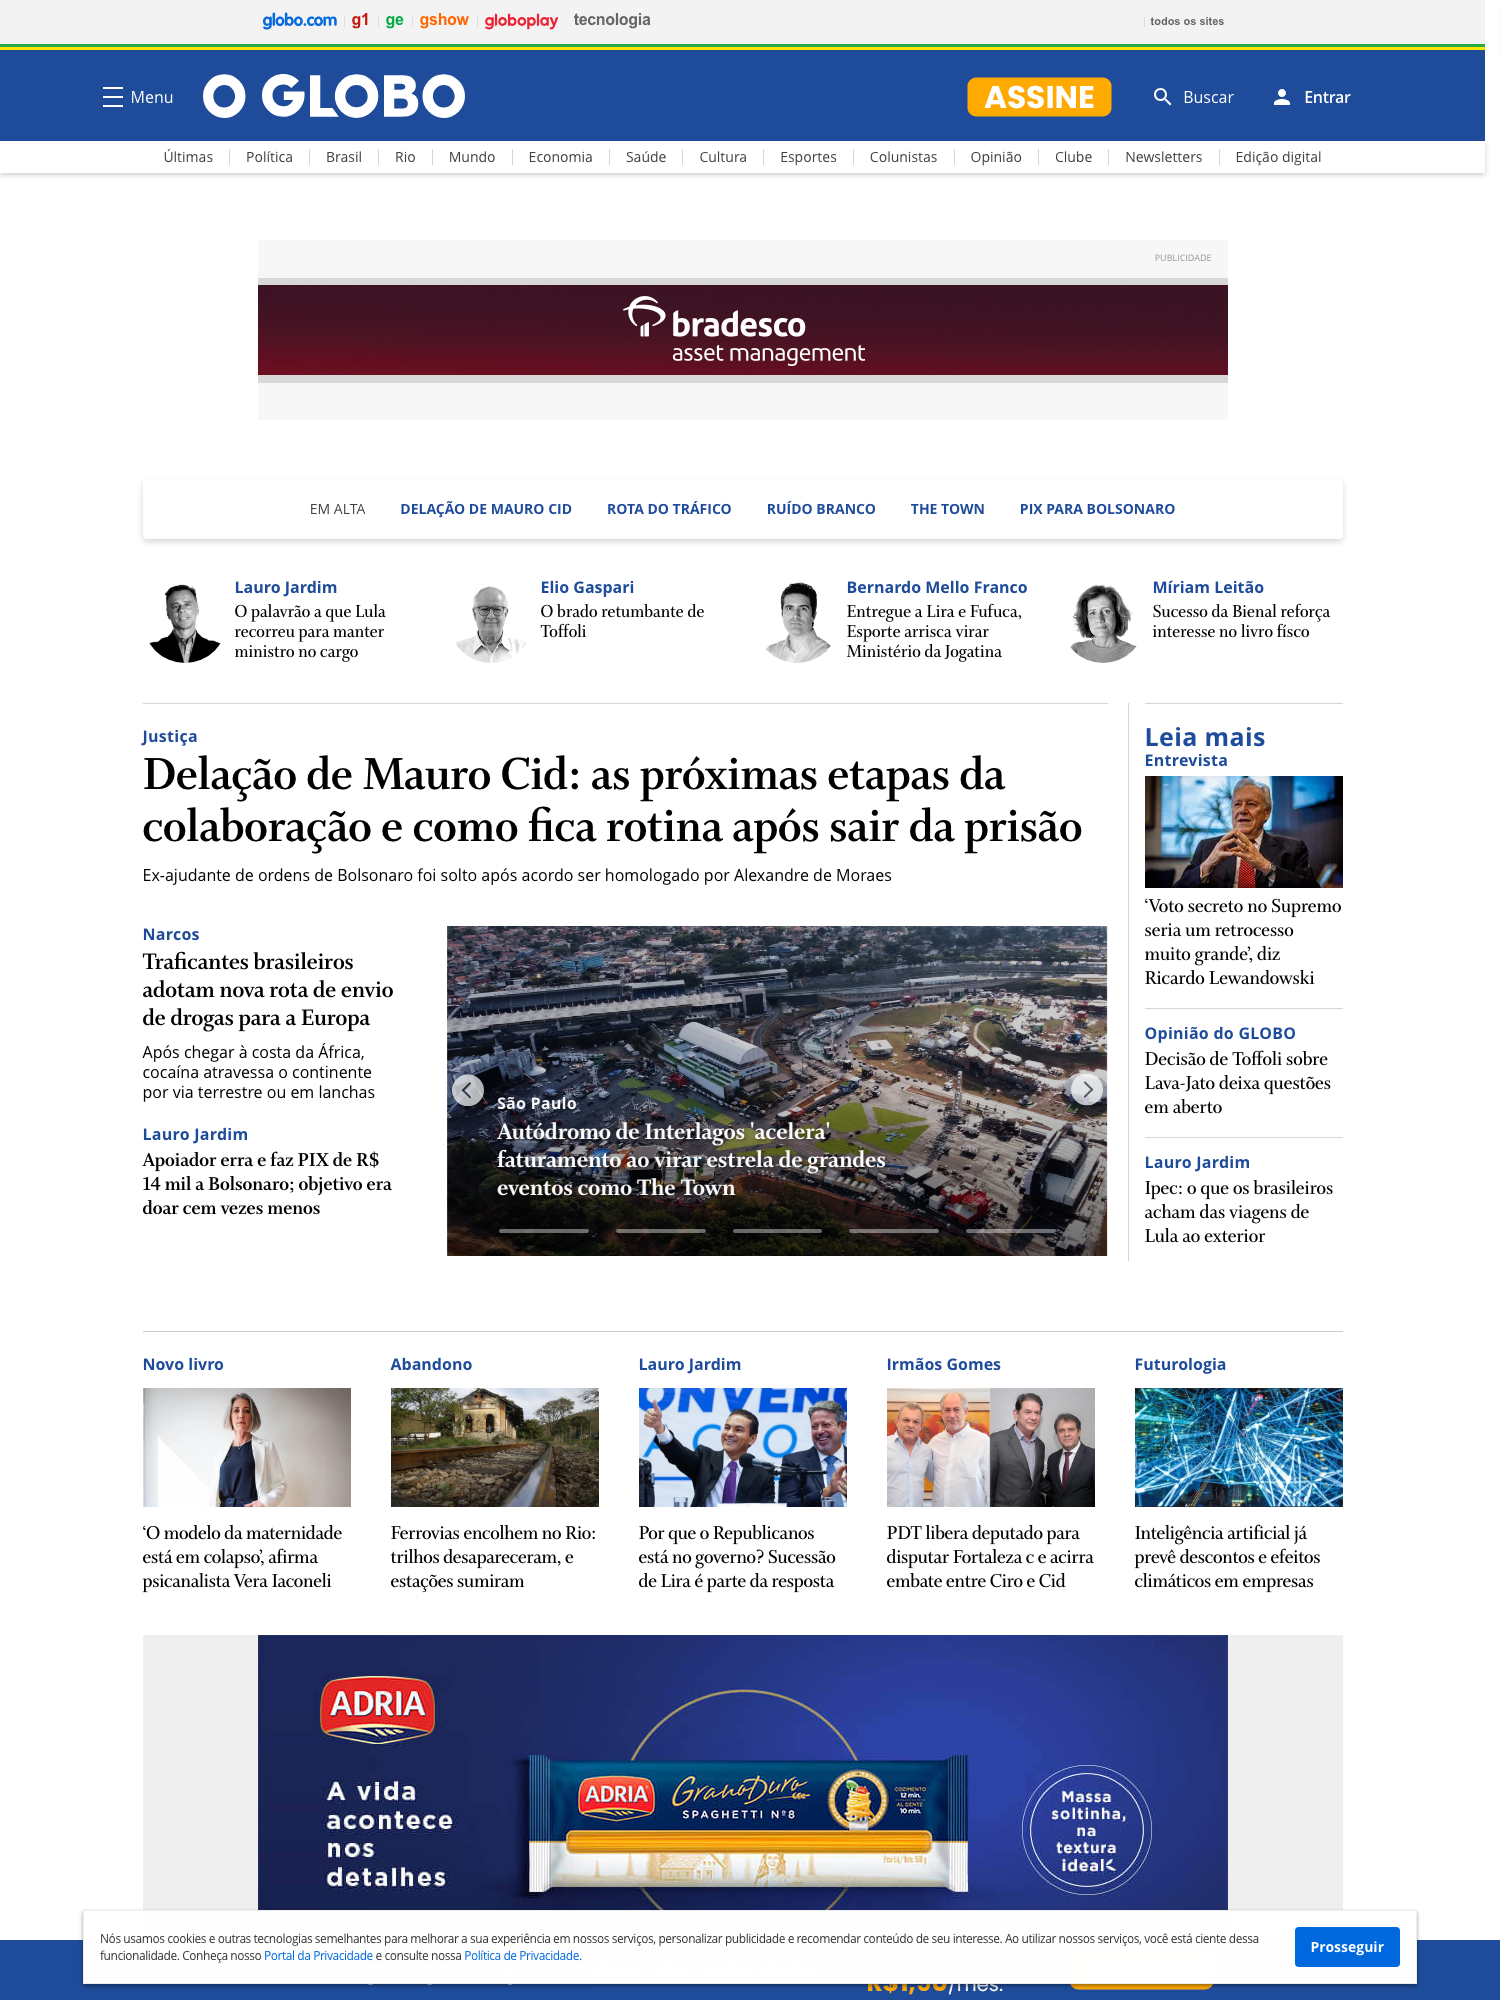 globo.com g1 ge gshow globoplay tecnologia todos os sites
Menu O GLOBO ASSINE Buscar Entrar
Últimas Política Brasil Rio Mundo Economia Saúde Cultura Esportes Colunistas Opinião Clube Newsletters Edição digital
PUBLICIDADE
bradesco
asset management
EM ALTA DELAÇÃO DE MAURO CID ROTA DO TRÁFICO RUÍDO BRANCO THE TOWN PIX PARA BOLSONARO
Lauro Jardim
O palavrão a que Lula
recorreu para manter
ministro no cargo
Elio Gaspari
O brado retumbante de
Toffoli
Bernardo Mello Franco
Entregue a Lira e Fufuca,
Esporte arrisca virar
Ministério da Jogatina
Míriam Leitão
Sucesso da Bienal reforça
interesse no livro físco
Justiça
Delação de Mauro Cid: as próximas etapas da
colaboração e como fica rotina após sair da prisão
Ex-ajudante de ordens de Bolsonaro foi solto após acordo ser homologado por Alexandre de Moraes
Narcos
Traficantes brasileiros
adotam nova rota de envio
de drogas para a Europa
Após chegar à costa da África,
cocaína atravessa o continente
por via terrestre ou em lanchas
Lauro Jardim
Apoiador erra e faz PIX de R$
14 mil a Bolsonaro; objetivo era
doar cem vezes menos
São Paulo
Autódromo de Interlagos 'acelera'
faturamento ao virar estrela de grandes
eventos como The Town
Leia mais
Entrevista
‘Voto secreto no Supremo
seria um retrocesso
muito grande’, diz
Ricardo Lewandowski
Opinião do GLOBO
Decisão de Toffoli sobre
Lava-Jato deixa questões
em aberto
Lauro Jardim
Ipec: o que os brasileiros
acham das viagens de
Lula ao exterior
Novo livro
‘O modelo da maternidade
está em colapso’, afirma
psicanalista Vera Iaconeli
Abandono
Ferrovias encolhem no Rio:
trilhos desapareceram, e
estações sumiram
Lauro Jardim
ONVENÇ
AÇÃO
Por que o Republicanos
está no governo? Sucessão
de Lira é parte da resposta
Irmãos Gomes
PDT libera deputado para
disputar Fortaleza c e acirra
embate entre Ciro e Cid
Futurologia
Inteligência artificial já
prevê descontos e efeitos
climáticos em empresas
ADRIA
A vida
acontece
nos
detalhes
ADRIA
GranoDuro
SPAGHETTI Nº8
COZIMENTO
12 min.
AL DENTE
10 min.
Massa
soltinha,
na
textura
ideal
Nós usamos cookies e outras tecnologias semelhantes para melhorar a sua experiência em nossos serviços, personalizar publicidade e recomendar conteúdo de seu interesse. Ao utilizar nossos serviços, você está ciente dessa
funcionalidade. Conheça nosso Portal da Privacidade e consulte nossa Política de Privacidade.
Prosseguir
R$1,90/mês.